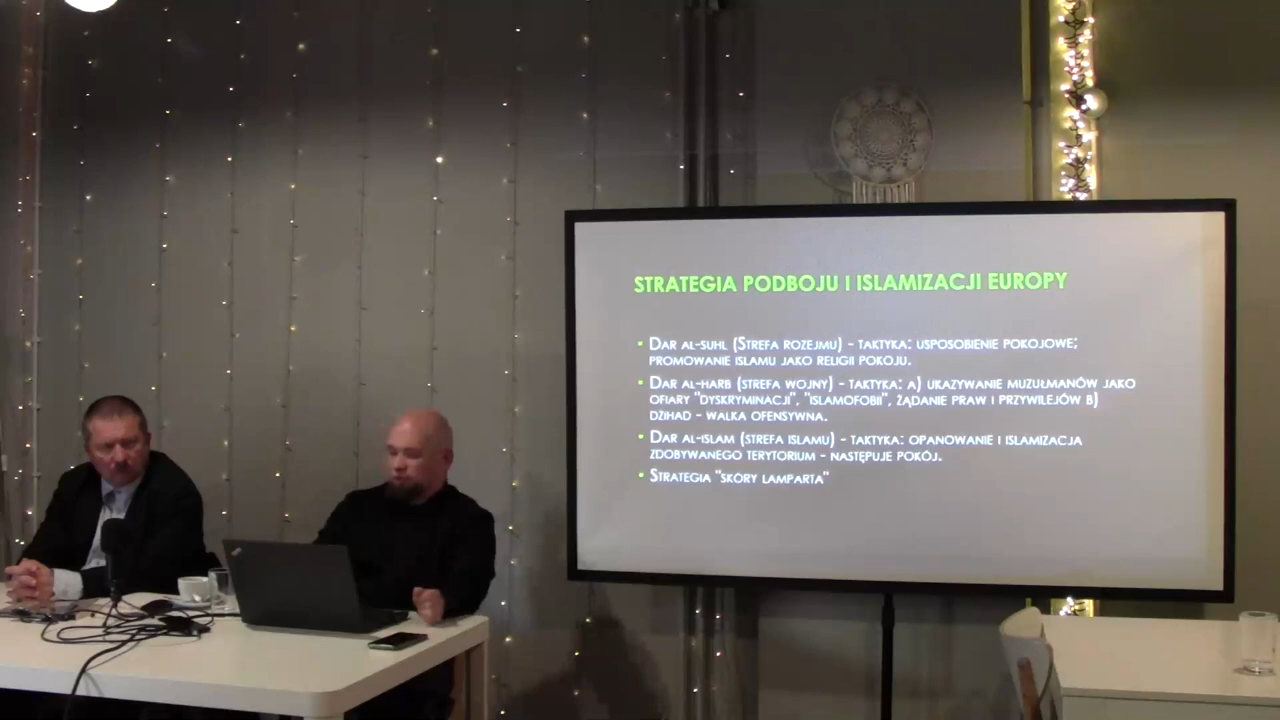 STRATEGIA PODBOJU I ISLAMIZACJI EUROPY
• DAR AL-SUHL (STREFA ROZEJMU) - TAKTYKA: USPOSOBIENIE POKOJOWE;
PROMOWANIE ISLAMU JAKO RELIGII POKOJU.
• DAR AL-HARB (STREFA WOJNY) - TAKTYKA: A) UKAZYWANIE MUZUŁMANÓW JAKO
OFIARY "DYSKRYMINACJI", "ISLAMOFOBII", ŻĄDANIE PRAW I PRZYWILEJÓW B)
DŻIHAD - WALKA OFENSYWNA.
• DAR AL-ISLAM (STREFA ISLAMU) - TAKTYKA: OPANOWANIE I ISLAMIZACJA
ZDOBYWANEGO TERYTORIUM - NASTĘPUJE POKÓJ.
• STRATEGIA "SKÓRY LAMPARTA"